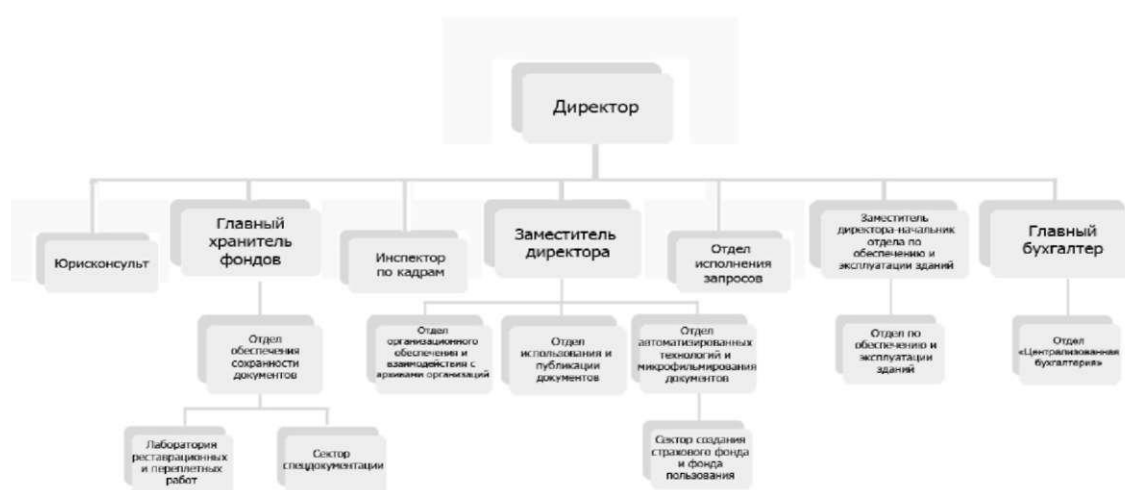 Директор
Юрисконсульт
Главный
хранитель
фондов
Инспектор
по кадрам
Заместитель
директора
Отдел
исполнения
запросов
Заместитель
директора-начальник
отдела по
обеспечению и
эксплуатации зданий
Главный
бухгалтер
Отдел
обеспечения
сохранности
документов
Отдел
организационного
обеспечения и
взаимодействия с
архивами организаций
Отдел
использования и
публикации
документов
Отдел
автоматизированных
технологий и
микрофильмирования
документов
Отдел по
обеспечению и
эксплуатации
зданий
Отдел
«Централизованная
бухгалтерия»
Лаборатория
реставрационных
и переплетных
работ
Сектор
спецдокументации
Сектор создания
страхового фонда
и фонда
пользования